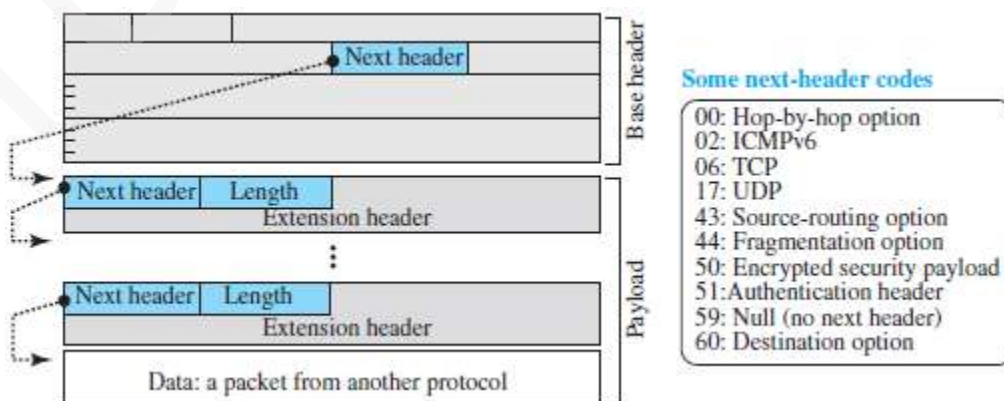 Next header
Base header
Next header Length
Extension header
Next header Length
Extension header
Data: a packet from another protocol
Payload
Some next-header codes
00: Hop-by-hop option
02: ICMPv6
06: TCP
17: UDP
43: Source-routing option
44: Fragmentation option
50: Encrypted security payload
51:Authentication header
59: Null (no next header)
60: Destination option